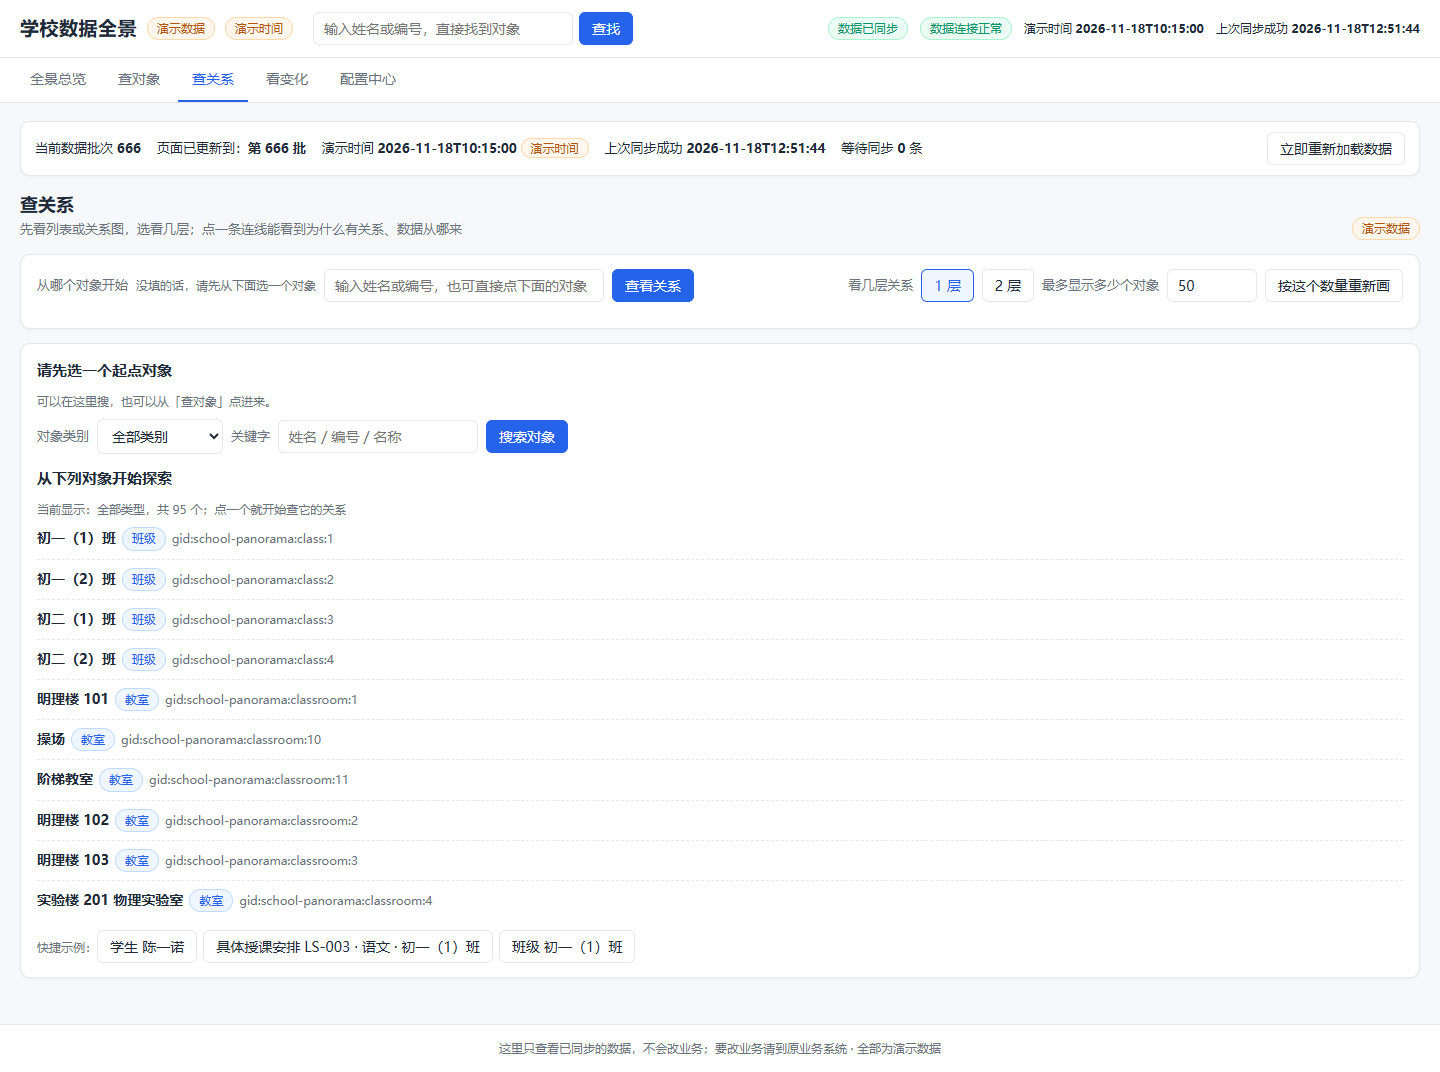 学校数据全景 演示数据 演示时间 输入姓名或编号，直接找到对象 查找 数据已同步 数据连接正常 演示时间 2026-11-18T10:15:00 上次同步成功 2026-11-18T12:51:44
全景总览 查对象 查关系 看变化 配置中心
当前数据批次 666 页面已更新到：第 666 批 演示时间 2026-11-18T10:15:00 演示时间 上次同步成功 2026-11-18T12:51:44 等待同步 0 条 立即重新加载数据
查关系
先看列表或关系图，选看几层；点一条连线能看到为什么有关系、数据从哪来 演示数据
从哪个对象开始 没填的话，请先从下面选一个对象 输入姓名或编号，也可直接点下面的对象 查看关系 看几层关系 1 层 2 层 最多显示多少个对象 50 按这个数量重新画
请先选一个起点对象
可以在这里搜，也可以从「查对象」点进来。
对象类别 全部类别 关键字 姓名 / 编号 / 名称 搜索对象
从下列对象开始探索
当前显示：全部类型，共 95 个；点一个就开始查它的关系
初一（1）班 班级 gid:school-panorama:class:1
初一（2）班 班级 gid:school-panorama:class:2
初二（1）班 班级 gid:school-panorama:class:3
初二（2）班 班级 gid:school-panorama:class:4
明理楼 101 教室 gid:school-panorama:classroom:1
操场 教室 gid:school-panorama:classroom:10
阶梯教室 教室 gid:school-panorama:classroom:11
明理楼 102 教室 gid:school-panorama:classroom:2
明理楼 103 教室 gid:school-panorama:classroom:3
实验楼 201 物理实验室 教室 gid:school-panorama:classroom:4
快捷示例： 学生 陈一诺 具体授课安排 LS-003 · 语文 · 初一（1）班 班级 初一（1）班
这里只查看已同步的数据，不会改业务；要改业务请到原业务系统 · 全部为演示数据